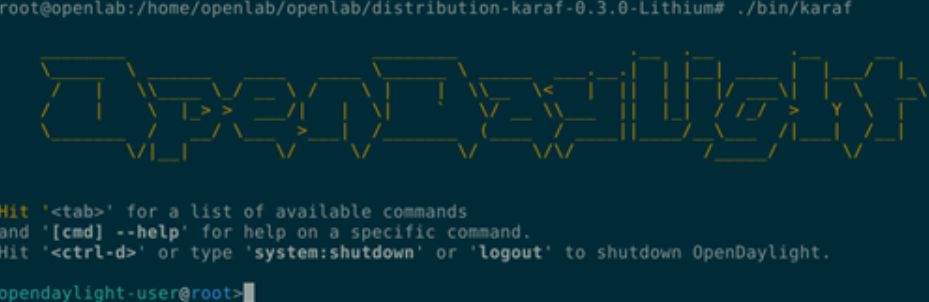 root@openlab:/home/openlab/openlab/distribution-karaf-0.3.0-Lithium# ./bin/karaf
OpenDaylight
Hit '<tab>' for a list of available commands
and '[cmd] --help' for help on a specific command.
Hit '<ctrl-d>' or type 'system:shutdown' or 'logout' to shutdown OpenDaylight.
opendaylight-user@root>